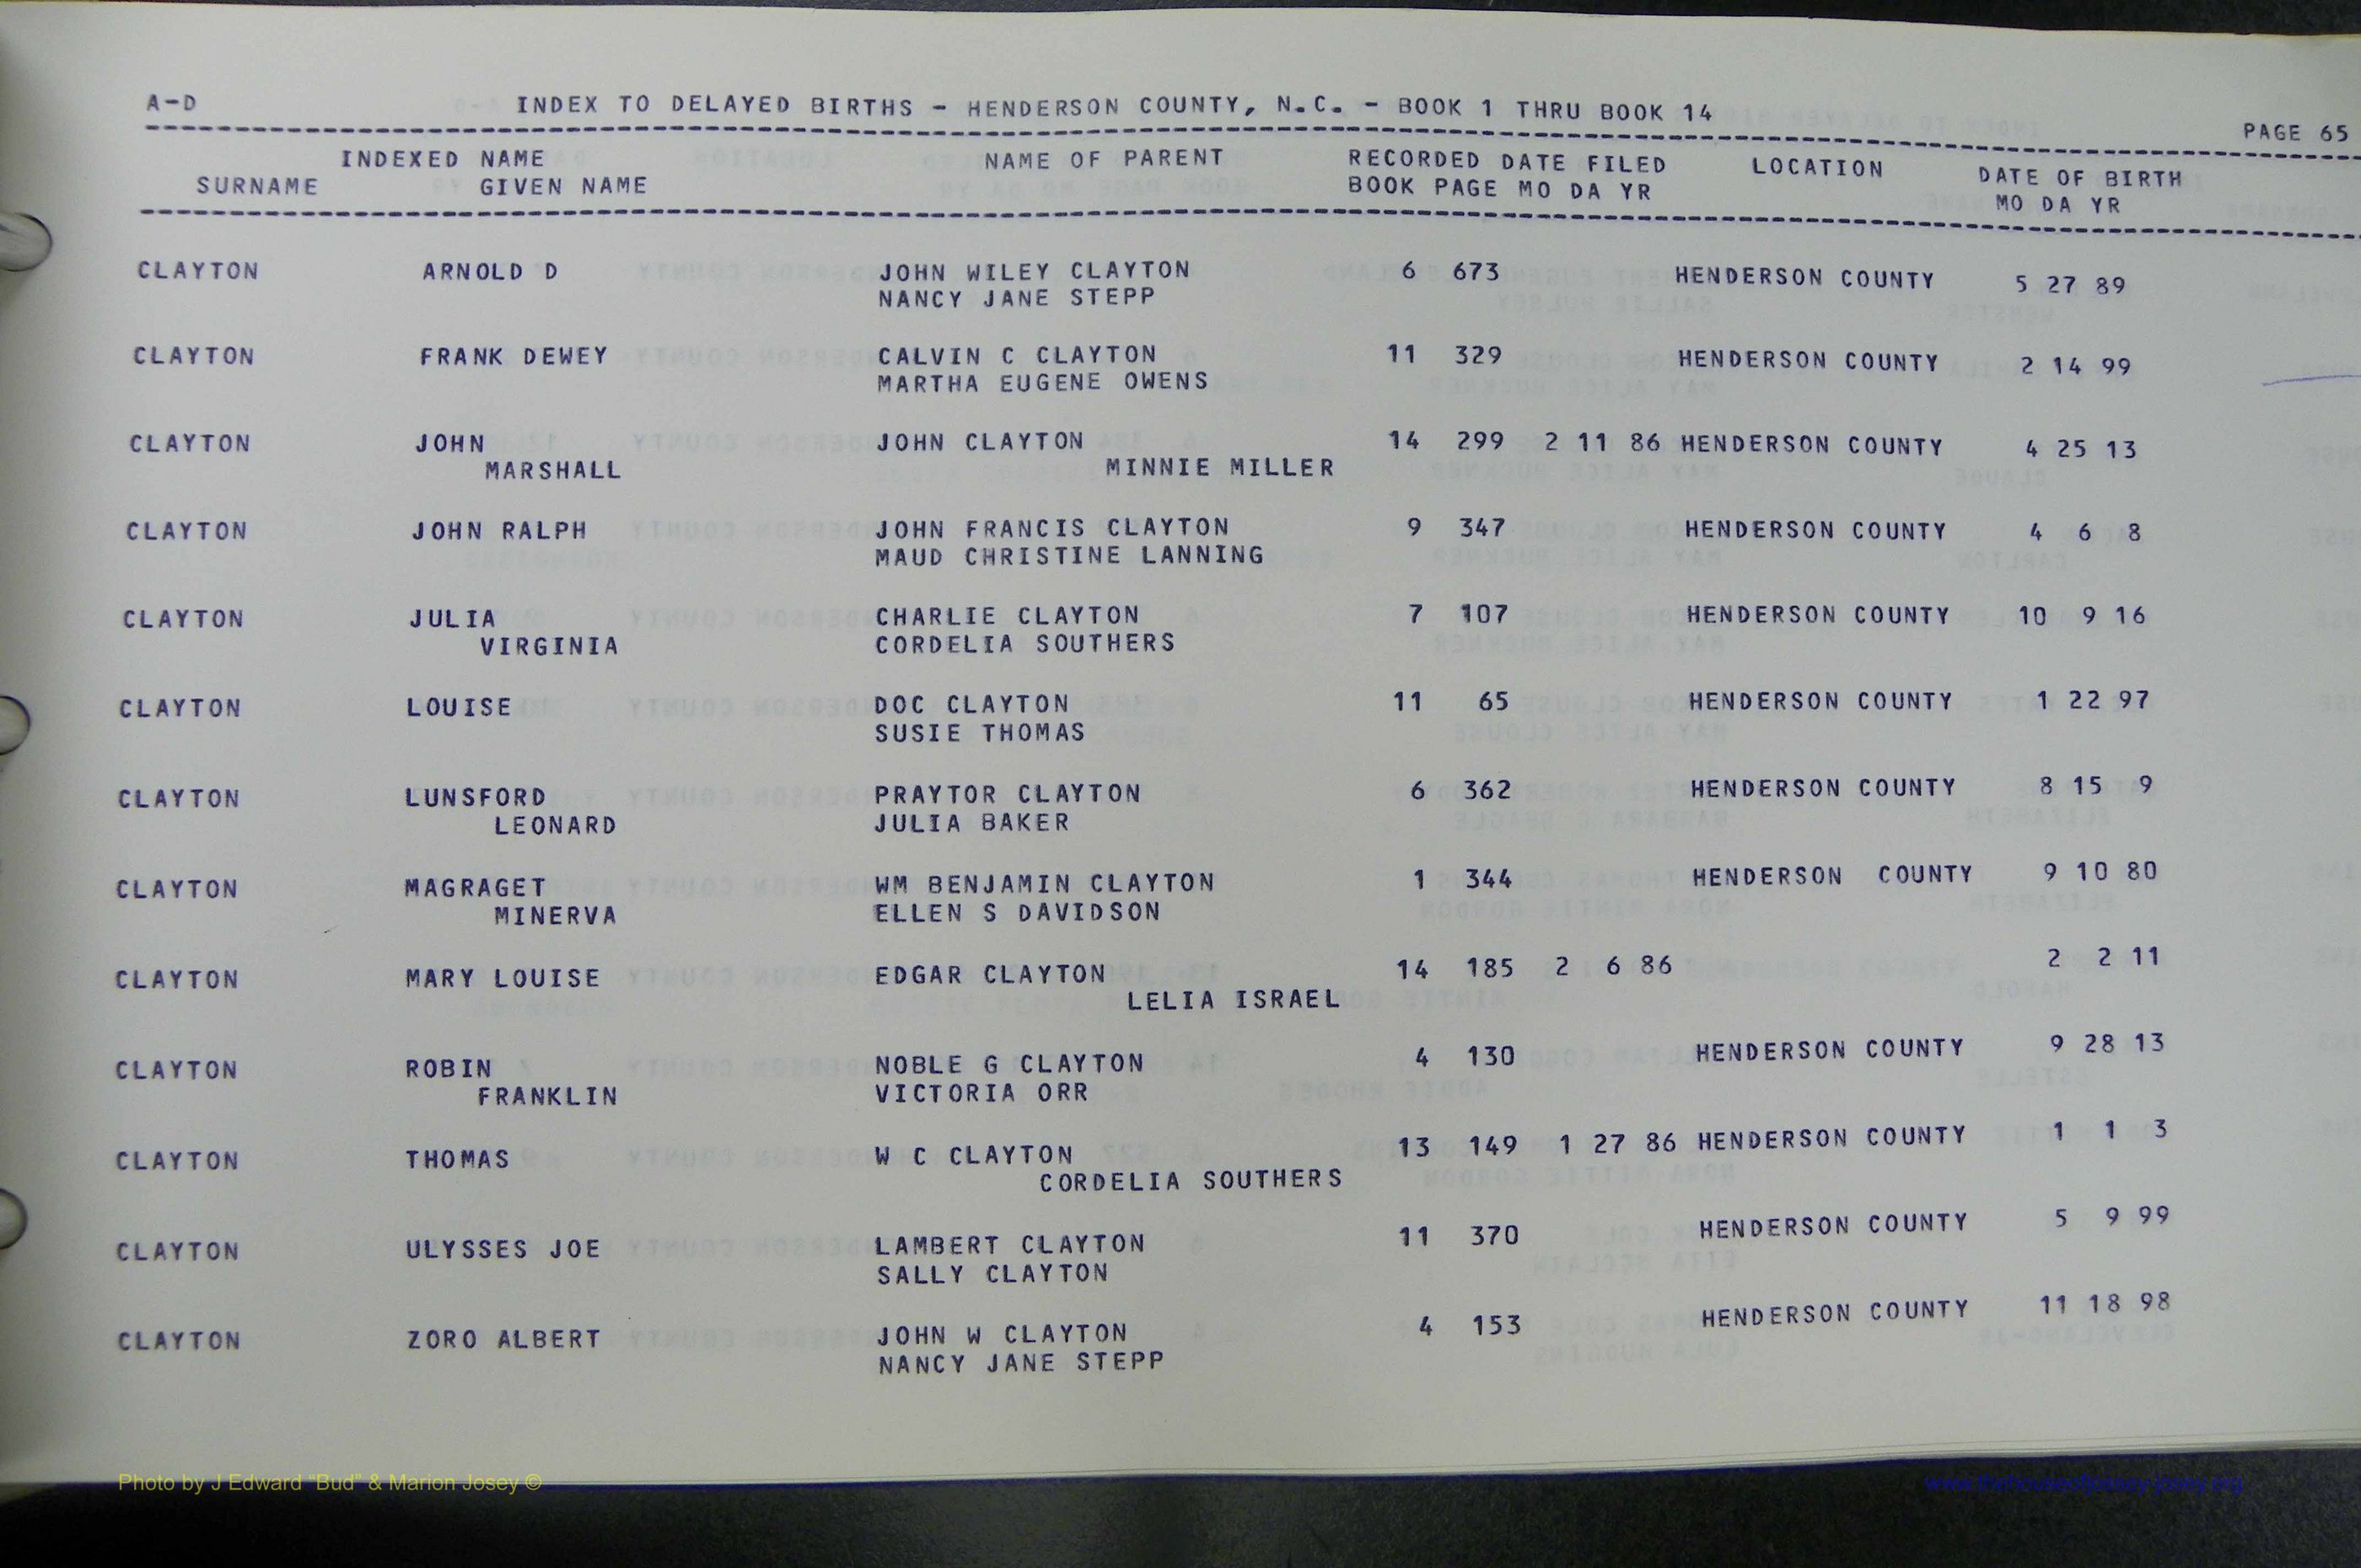 A-D INDEX TO DELAYED BIRTHS - HENDERSON COUNTY, N.C. - BOOK 1 THRU BOOK 14 PAGE 65
INDEXED NAME NAME OF PARENT RECORDED DATE FILED LOCATION DATE OF BIRTH
SURNAME GIVEN NAME BOOK PAGE MO DA YR MO DA YR
CLAYTON ARNOLD D JOHN WILEY CLAYTON 6 673 HENDERSON COUNTY 5 27 89
NANCY JANE STEPP
CLAYTON FRANK DEWEY CALVIN C CLAYTON 11 329 HENDERSON COUNTY 2 14 99
MARTHA EUGENE OWENS
CLAYTON JOHN JOHN CLAYTON 14 299 2 11 86 HENDERSON COUNTY 4 25 13
MARSHALL MINNIE MILLER
CLAYTON JOHN RALPH JOHN FRANCIS CLAYTON 9 347 HENDERSON COUNTY 4 6 8
MAUD CHRISTINE LANNING
CLAYTON JULIA CHARLIE CLAYTON 7 107 HENDERSON COUNTY 10 9 16
VIRGINIA CORDELIA SOUTHERS
CLAYTON LOUISE DOC CLAYTON 11 65 HENDERSON COUNTY 1 22 97
SUSIE THOMAS
CLAYTON LUNSFORD PRAYTOR CLAYTON 6 362 HENDERSON COUNTY 8 15 9
LEONARD JULIA BAKER
CLAYTON MAGRAGET WM BENJAMIN CLAYTON 1 344 HENDERSON COUNTY 9 10 80
MINERVA ELLEN S DAVIDSON
CLAYTON MARY LOUISE EDGAR CLAYTON 14 185 2 6 86 2 2 11
LELIA ISRAEL
CLAYTON ROBIN NOBLE G CLAYTON 4 130 HENDERSON COUNTY 9 28 13
FRANKLIN VICTORIA ORR
CLAYTON THOMAS W C CLAYTON 13 149 1 27 86 HENDERSON COUNTY 1 1 3
CORDELIA SOUTHERS
CLAYTON ULYSSES JOE LAMBERT CLAYTON 11 370 HENDERSON COUNTY 5 9 99
SALLY CLAYTON
CLAYTON ZORO ALBERT JOHN W CLAYTON 4 153 HENDERSON COUNTY 11 18 98
NANCY JANE STEPP
Photo by J Edward "Bud" & Marion Josey ©